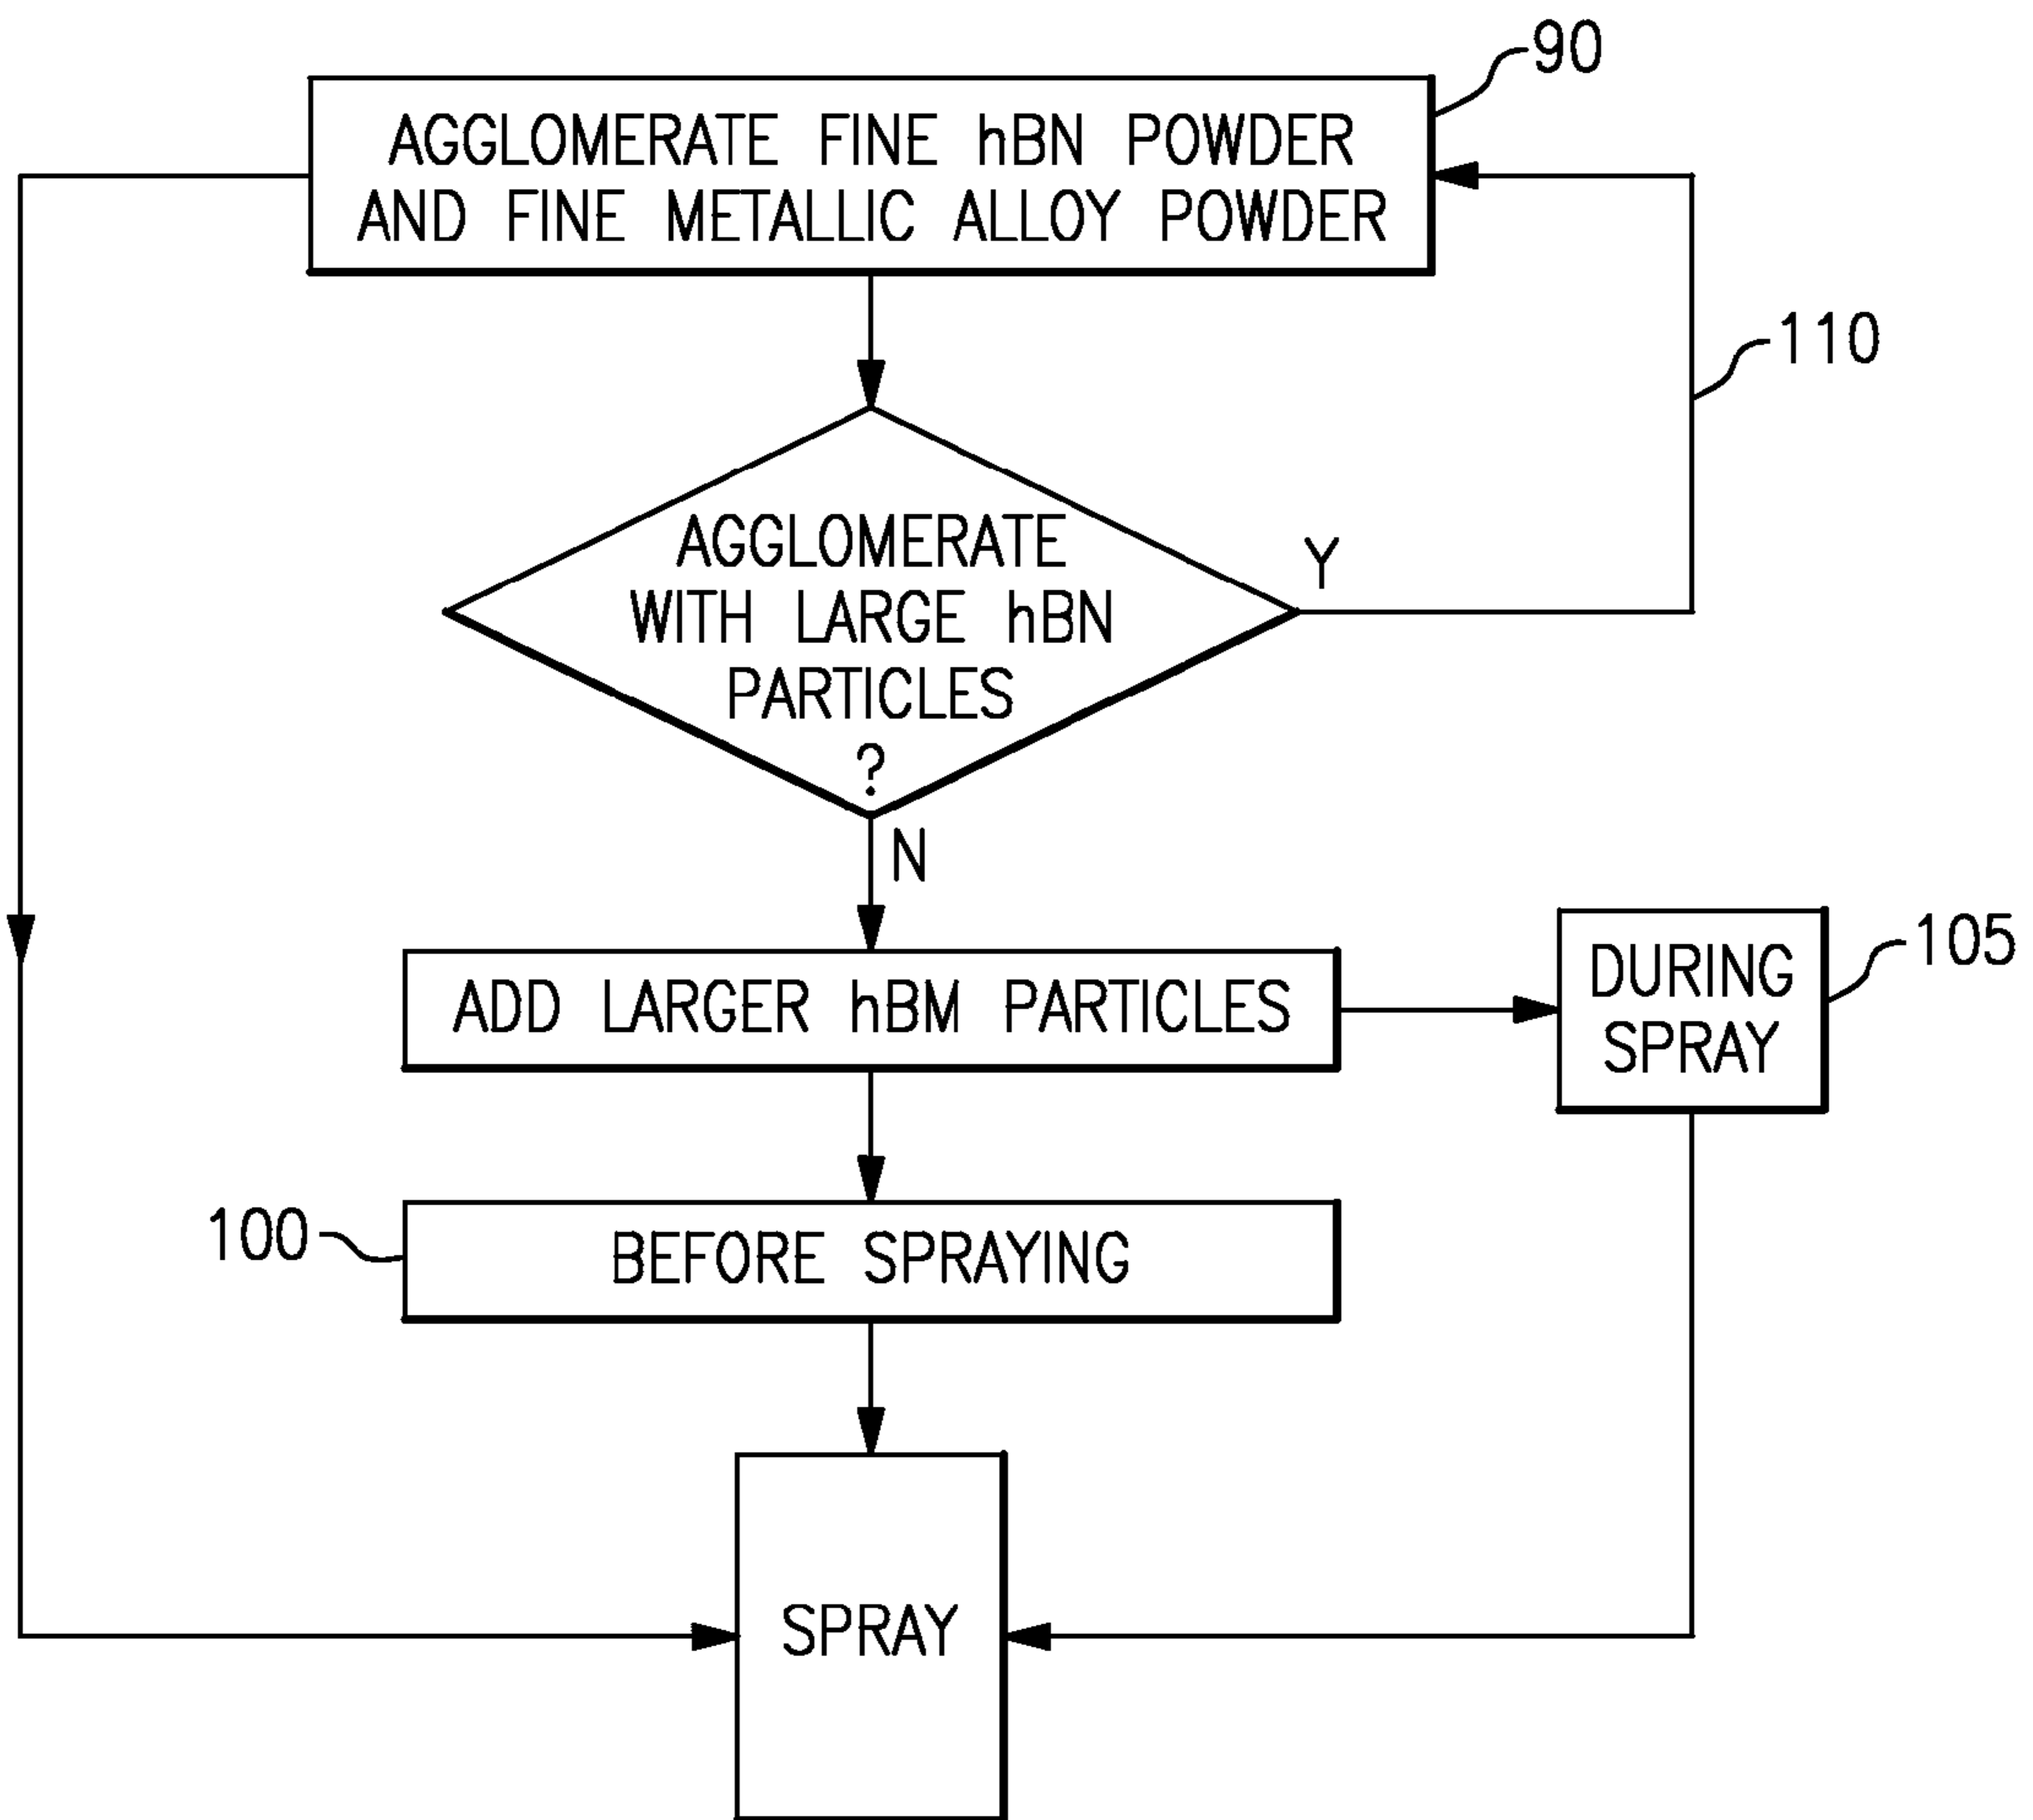 90
AGGLOMERATE FINE hBN POWDER
AND FINE METALLIC ALLOY POWDER
110
AGGLOMERATE
WITH LARGE hBN
PARTICLES
?
Y
N
ADD LARGER hBM PARTICLES
DURING
SPRAY
105
100
BEFORE SPRAYING
SPRAY